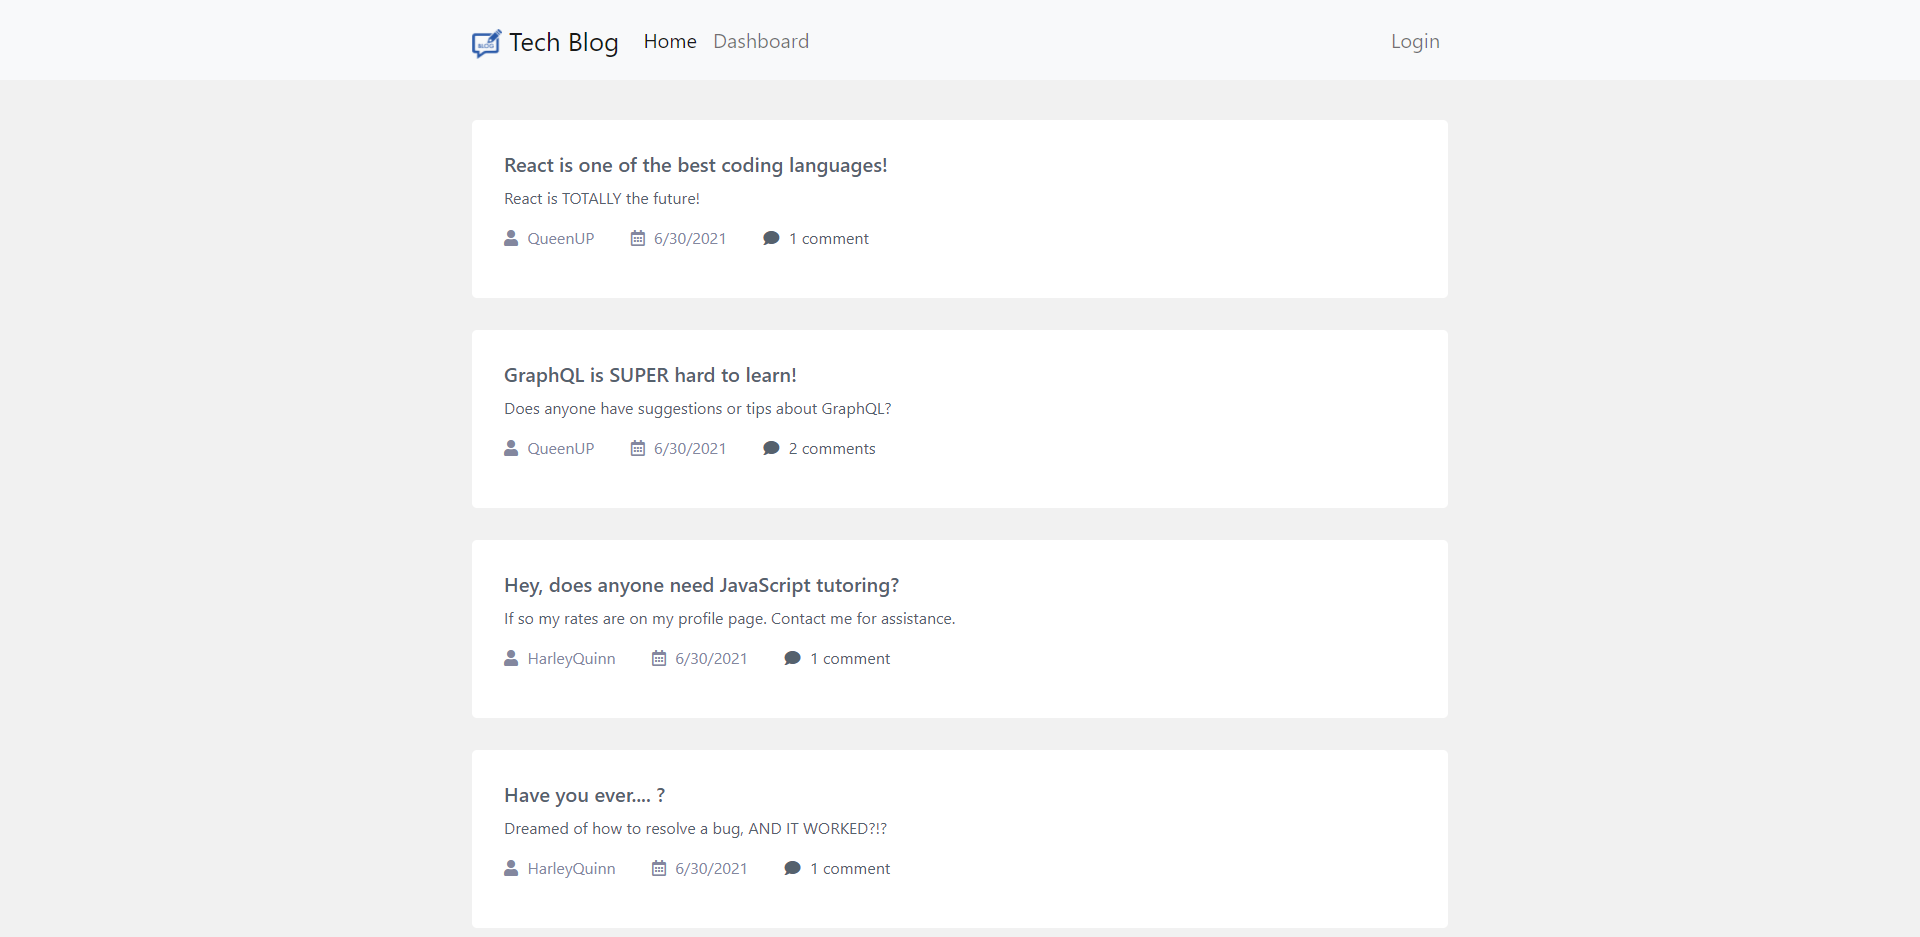 BLOG Tech Blog Home Dashboard Login
React is one of the best coding languages!
React is TOTALLY the future!
QueenUP 6/30/2021 1 comment
GraphQL is SUPER hard to learn!
Does anyone have suggestions or tips about GraphQL?
QueenUP 6/30/2021 2 comments
Hey, does anyone need JavaScript tutoring?
If so my rates are on my profile page. Contact me for assistance.
HarleyQuinn 6/30/2021 1 comment
Have you ever.... ?
Dreamed of how to resolve a bug, AND IT WORKED?!?
HarleyQuinn 6/30/2021 1 comment